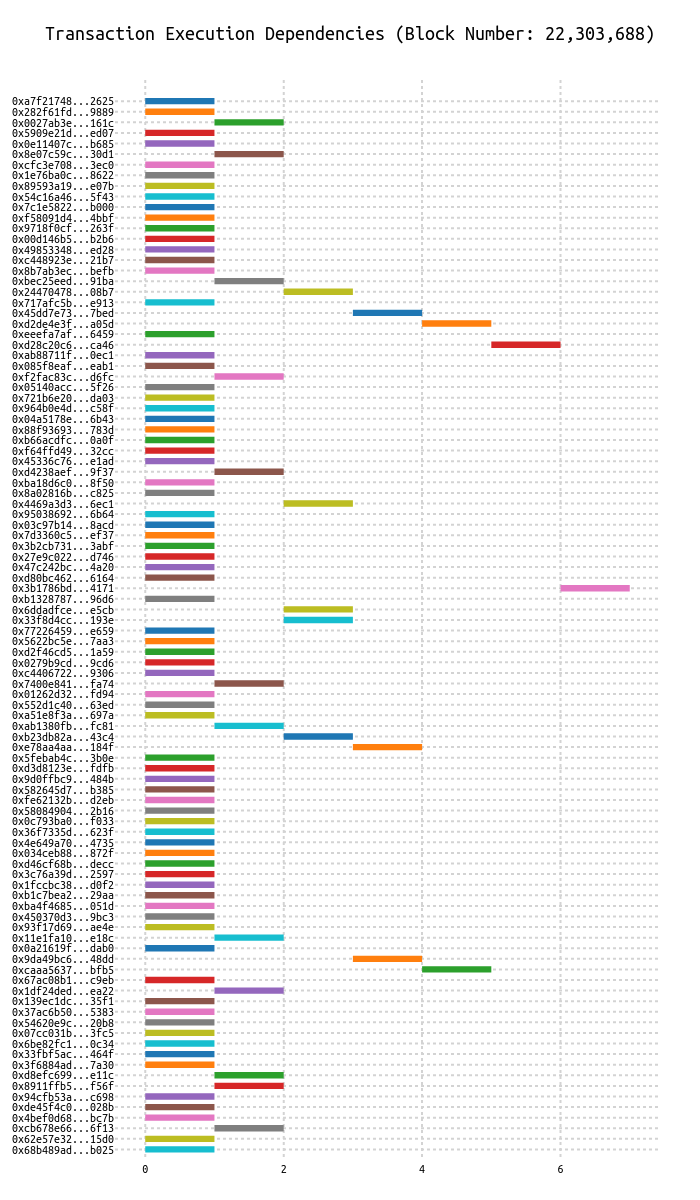 Transaction Execution Dependencies (Block Number: 22,303,688)
0xa7f21748...2625
0x282f61fd...9889
0x0027ab3e...161c
0x5909e21d...ed07
0x0e11407c...b685
0x8e07c59c...30d1
0xcfc3e708...3ec0
0x1e76ba0c...8622
0x89593a19...e07b
0x54c16a46...5f43
0x7c1e5822...b000
0xf58091d4...4bbf
0x9718f0cf...263f
0x00d146b5...b2b6
0x49853348...ed28
0xc448923e...21b7
0x8b7ab3ec...befb
0xbec25eed...91ba
0x24470478...08b7
0x717afc5b...e913
0x45dd7e73...7bed
0xd2de4e3f...a05d
0xeeefa7af...6459
0xd28c20c6...ca46
0xab88711f...0ec1
0x085f8eaf...eab1
0xf2fac83c...d6fc
0x05140acc...5f26
0x721b6e20...da03
0x964b0e4d...c58f
0x04a5178e...6b43
0x88f93693...783d
0xb66acdfc...0a0f
0xf64ffd49...32cc
0x45336c76...e1ad
0xd4238aef...9f37
0xba18d6c0...8f50
0x8a02816b...c825
0x4469a3d3...6ec1
0x95038692...6b64
0x03c97b14...8acd
0x7d3360c5...ef37
0x3b2cb731...3abf
0x27e9c022...d746
0x47c242bc...4a20
0xd80bc462...6164
0x3b1786bd...4171
0xb1328787...96d6
0x6ddadfce...e5cb
0x33f8d4cc...193e
0x77226459...e659
0x5622bc5e...7aa3
0xd2f46cd5...1a59
0x0279b9cd...9cd6
0xc4406722...9306
0x7400e841...fa74
0x01262d32...fd94
0x552d1c40...63ed
0xa51e8f3a...697a
0xab1380fb...fc81
0xb23db82a...43c4
0xe78aa4aa...184f
0x5febab4c...3b0e
0xd3d8123e...fdfb
0x9d0ffbc9...484b
0x582645d7...b385
0xfe62132b...d2eb
0x58084904...2b16
0x0c793ba0...f033
0x36f7335d...623f
0x4e649a70...4735
0x034ceb88...872f
0xd46cf68b...decc
0x3c76a39d...2597
0x1fccbc38...d0f2
0xb1c7bea2...29aa
0xba4f4685...051d
0x450370d3...9bc3
0x93f17d69...ae4e
0x11e1fa10...e18c
0x0a21619f...dab0
0x9da49bc6...48dd
0xcaaa5637...bfb5
0x67ac08b1...c9eb
0x1df24ded...ea22
0x139ec1dc...35f1
0x37ac6b50...5383
0x54620e9c...20b8
0x07cc031b...3fc5
0x6be82fc1...0c34
0x33fbf5ac...464f
0x3f6884ad...7a30
0xd8efc699...e11c
0x8911ffb5...f56f
0x94cfb53a...c698
0xde45f4c0...028b
0x4bef0d68...bc7b
0xcb678e66...6f13
0x62e57e32...15d0
0x68b489ad...b025
0 2 4 6